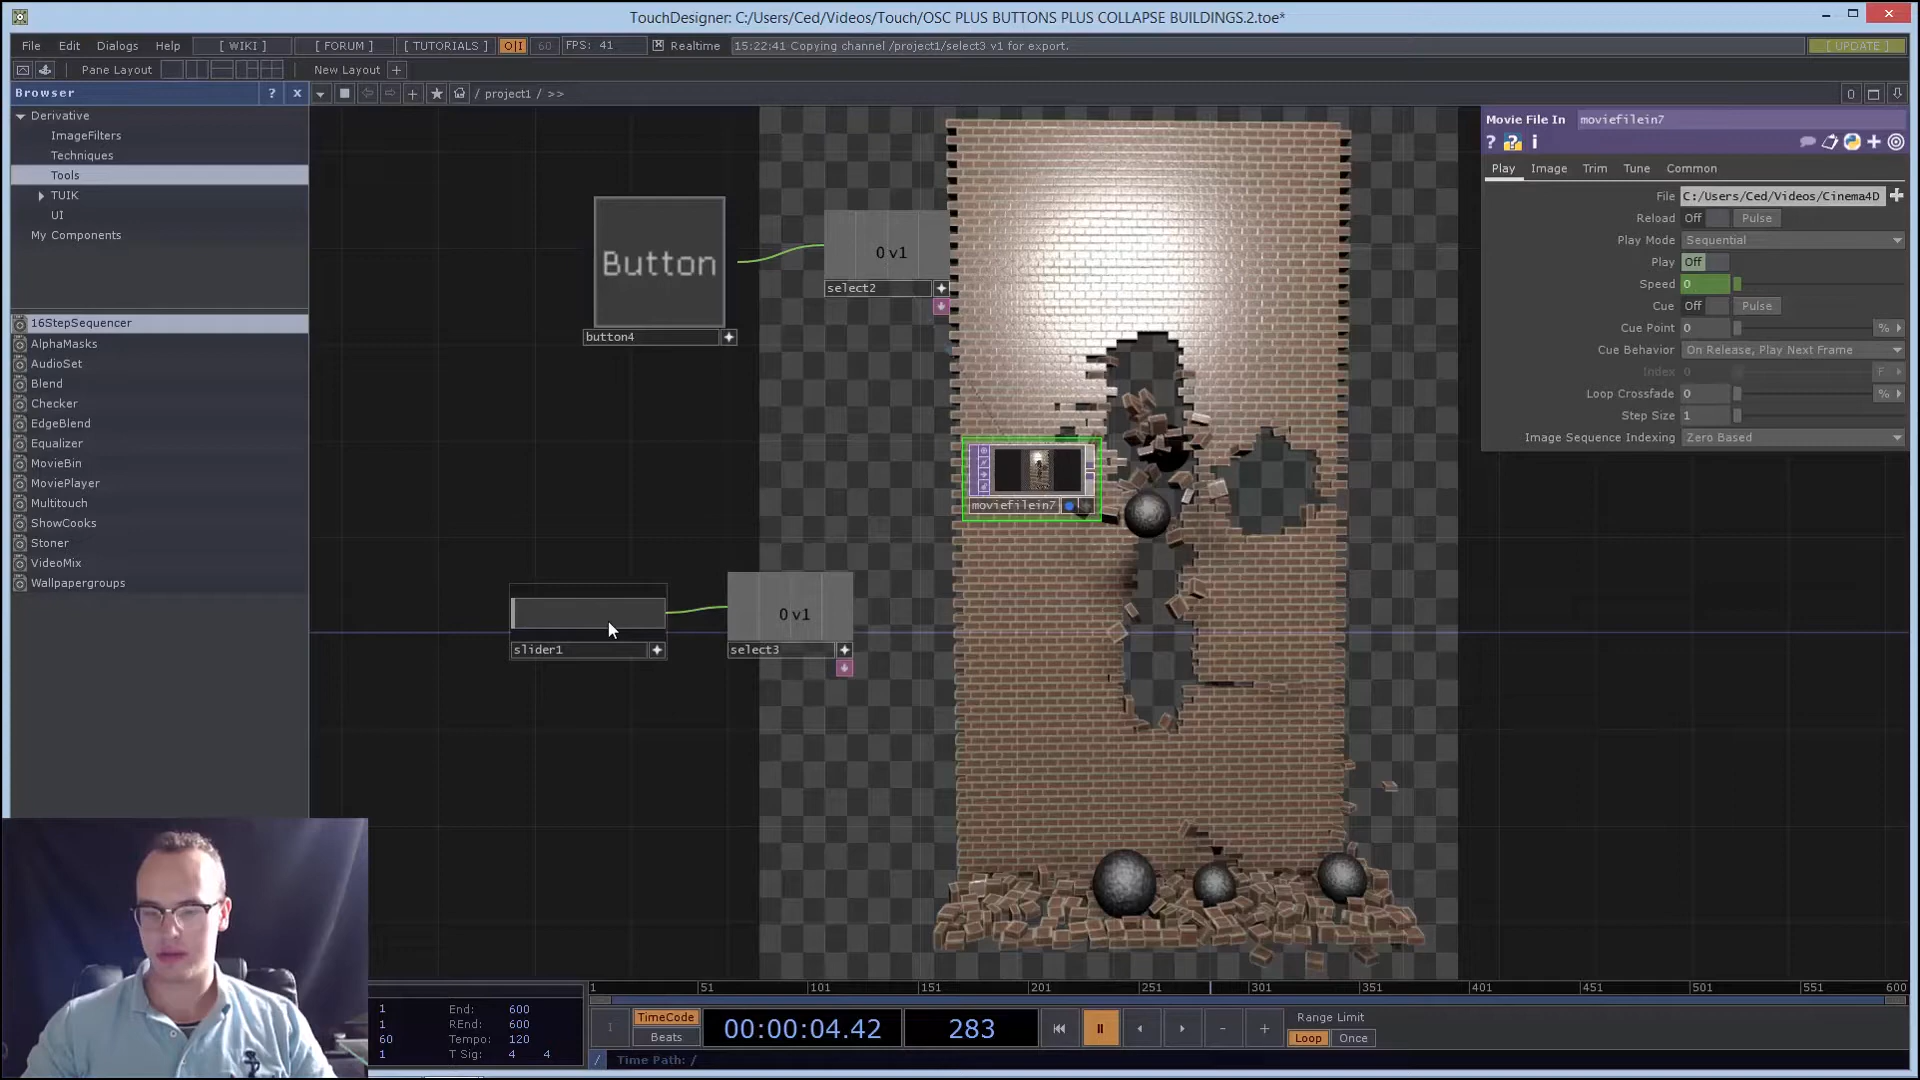 TouchDesigner: C:/Users/Ced/Videos/Touch/OSC PLUS BUTTONS PLUS COLLAPSE BUILDINGS.2.toe*
File Edit Dialogs Help [ WIKI ] [ FORUM ] [ TUTORIALS ] O|I 60 FPS: 41 Realtime 15:22:41 Copying channel /project1/select3 v1 for export. [ UPDATE ]
Pane Layout New Layout +
Browser ? x / project1 / >> 0
Derivative
ImageFilters
Techniques
Tools
TUIK
UI
My Components
16StepSequencer
AlphaMasks
AudioSet
Blend
Checker
EdgeBlend
Equalizer
MovieBin
MoviePlayer
Multitouch
ShowCooks
Stoner
VideoMix
Wallpapergroups
Button
button4
0 v1
select2
moviefilein7
slider1
0 v1
select3
Movie File In moviefilein7
? ? i
Play Image Trim Tune Common
File C:/Users/Ced/Videos/Cinema4D
Reload Off Pulse
Play Mode Sequential
Play Off
Speed 0
Cue Off Pulse
Cue Point 0 %
Cue Behavior On Release, Play Next Frame
Index 0 F
Loop Crossfade 0 %
Step Size 1
Image Sequence Indexing Zero Based
1 51 101 151 201 251 301 351 401 451 501 551 600
1 End: 600
1 REnd: 600
60 Tempo: 120
1 T Sig: 4 4
I TimeCode
Beats
00:00:04.42 283
Range Limit
Loop Once
/ Time Path: /